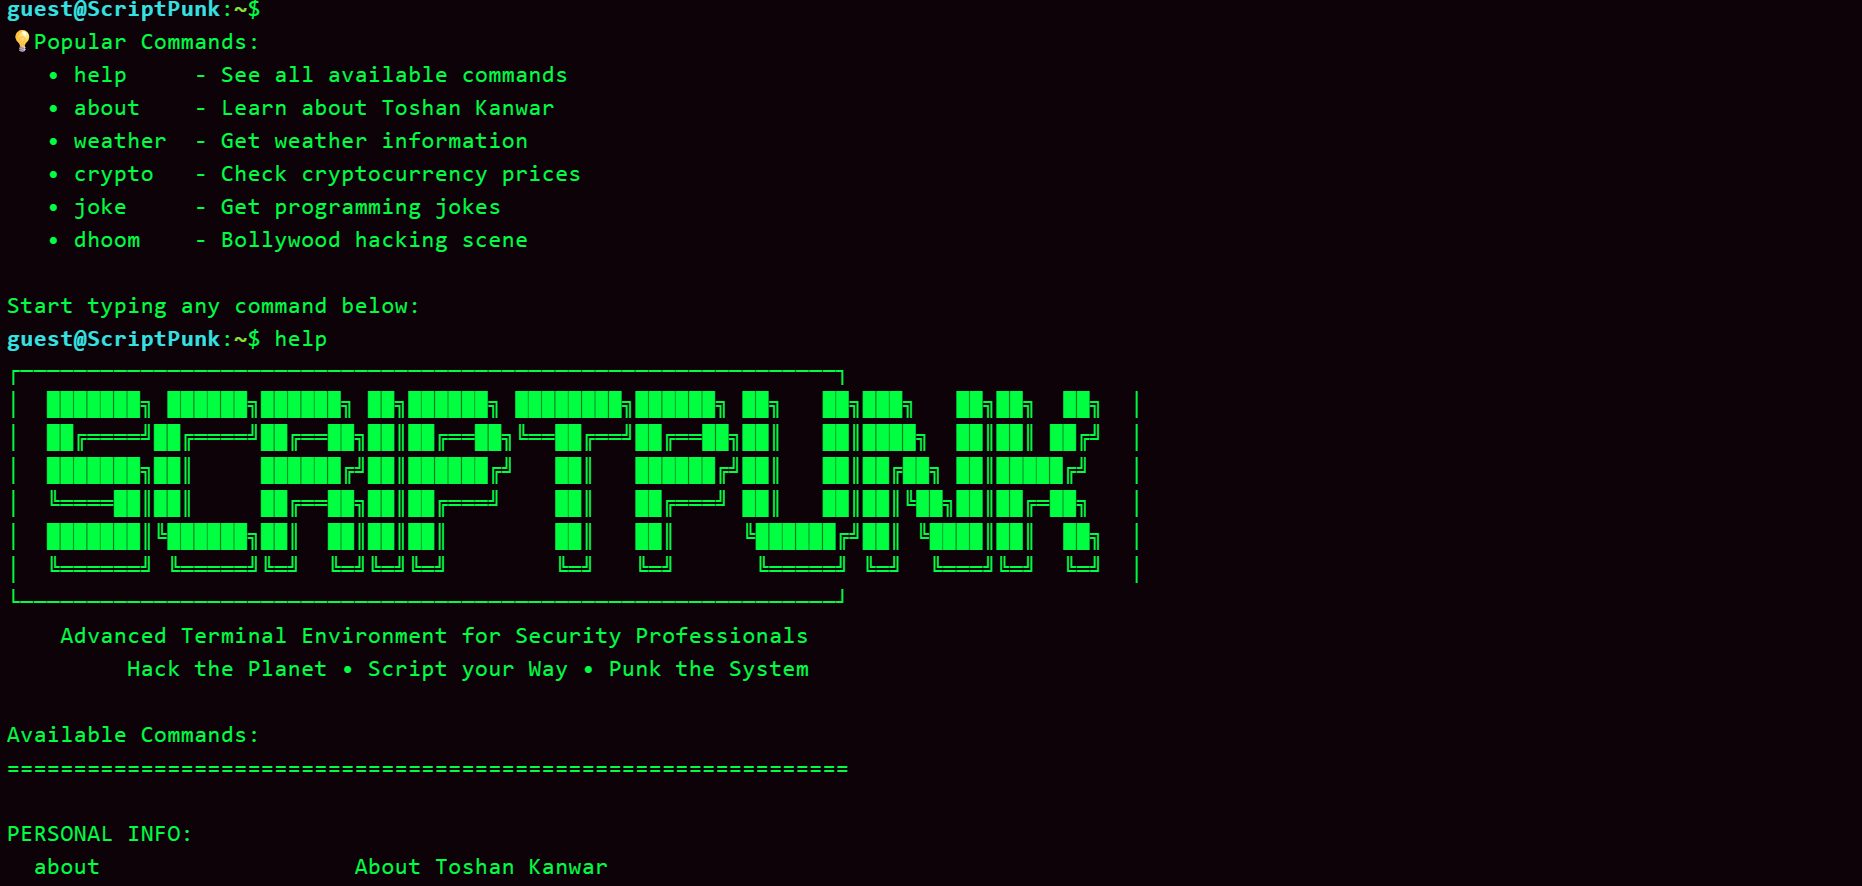 guest@ScriptPunk:~$
💡Popular Commands:
• help - See all available commands
• about - Learn about Toshan Kanwar
• weather - Get weather information
• crypto - Check cryptocurrency prices
• joke - Get programming jokes
• dhoom - Bollywood hacking scene
Start typing any command below:
guest@ScriptPunk:~$ help
SCRIPTPUNK
Advanced Terminal Environment for Security Professionals
Hack the Planet • Script your Way • Punk the System
Available Commands:
===============================================================
PERSONAL INFO:
about About Toshan Kanwar